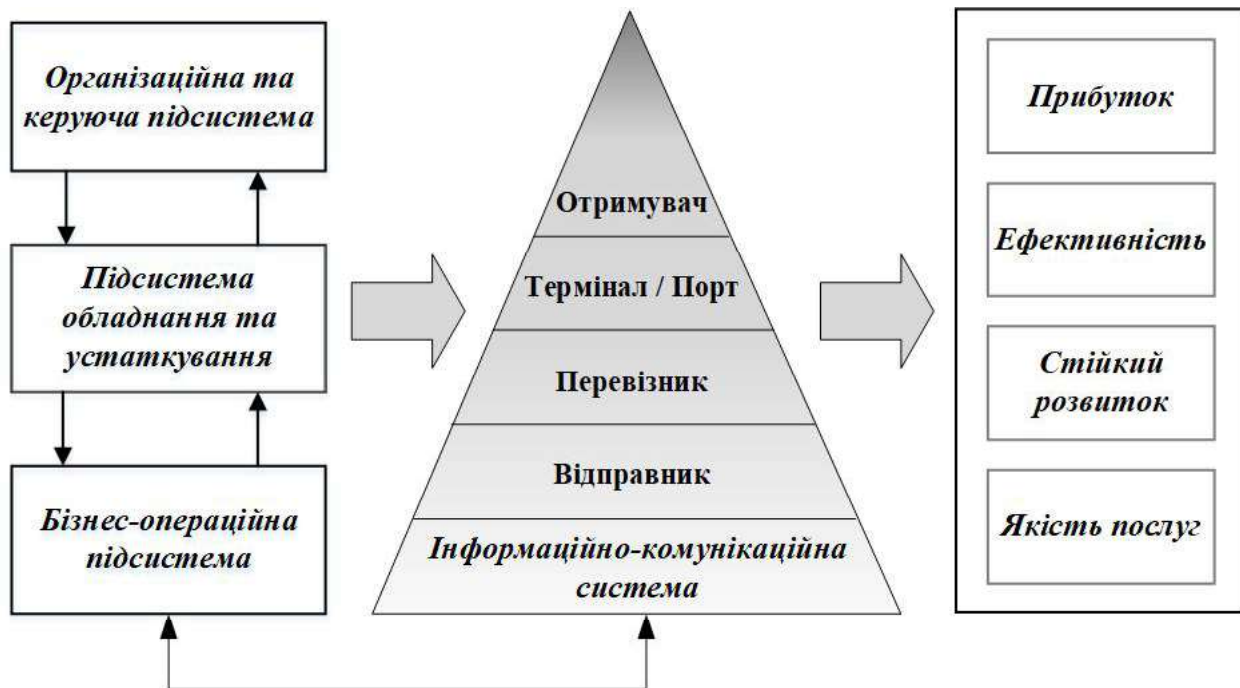 Організаційна та
керуюча підсистема
Підсистема
обладнання та
устаткування
Бізнес-операційна
підсистема
Отримувач
Термінал / Порт
Перевізник
Відправник
Інформаційно-комунікаційна
система
Прибуток
Ефективність
Стійкий
розвиток
Якість послуг